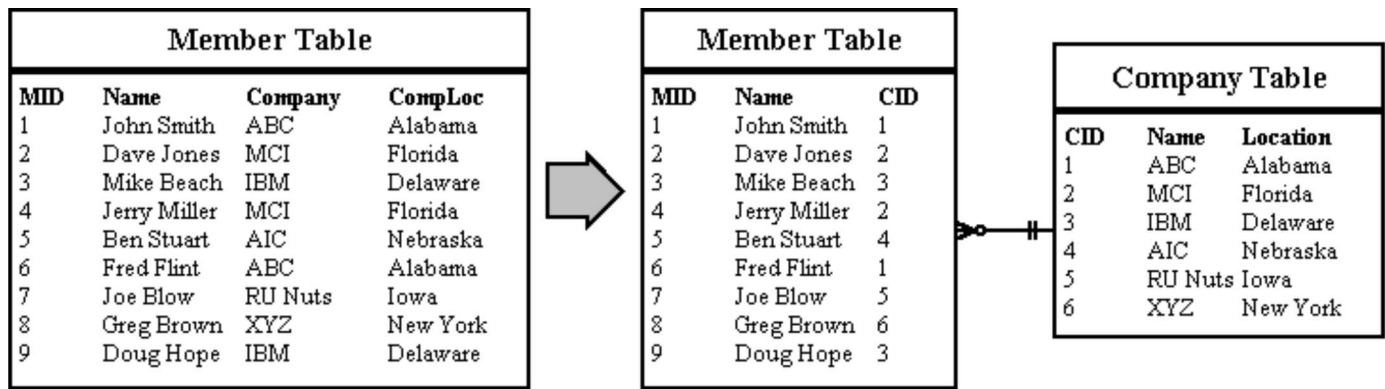 Member Table
MID Name Company CompLoc
1 John Smith ABC Alabama
2 Dave Jones MCI Florida
3 Mike Beach IBM Delaware
4 Jerry Miller MCI Florida
5 Ben Stuart AIC Nebraska
6 Fred Flint ABC Alabama
7 Joe Blow RU Nuts Iowa
8 Greg Brown XYZ New York
9 Doug Hope IBM Delaware
Member Table
MID Name CID
1 John Smith 1
2 Dave Jones 2
3 Mike Beach 3
4 Jerry Miller 2
5 Ben Stuart 4
6 Fred Flint 1
7 Joe Blow 5
8 Greg Brown 6
9 Doug Hope 3
Company Table
CID Name Location
1 ABC Alabama
2 MCI Florida
3 IBM Delaware
4 AIC Nebraska
5 RU Nuts Iowa
6 XYZ New York